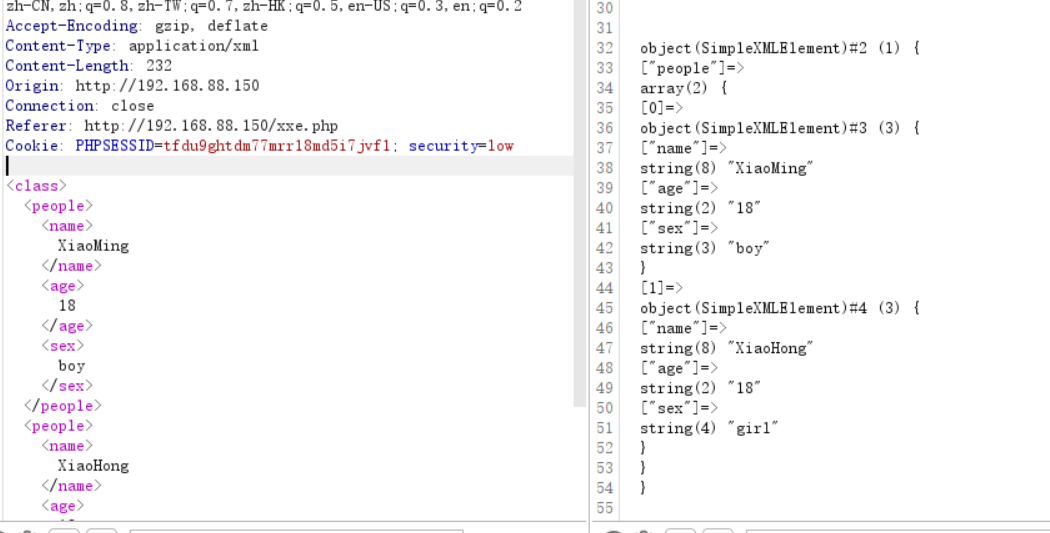 zh-CN,zh;q=0.8,zh-TW;q=0.7,zh-HK;q=0.5,en-US;q=0.3,en;q=0.2
Accept-Encoding: gzip, deflate
Content-Type: application/xml
Content-Length: 232
Origin: http://192.168.88.150
Connection: close
Referer: http://192.168.88.150/xxe.php
Cookie: PHPSESSID=tfdu9ghtdm77mrr18md5i7jvf1; security=low
<class>
<people>
<name>
XiaoMing
</name>
<age>
18
</age>
<sex>
boy
</sex>
</people>
<people>
<name>
XiaoHong
</name>
<age>
30
31
32 object(SimpleXMLElement)#2 (1) {
33 ["people"]=>
34 array(2) {
35 [0]=>
36 object(SimpleXMLElement)#3 (3) {
37 ["name"]=>
38 string(8) "XiaoMing"
39 ["age"]=>
40 string(2) "18"
41 ["sex"]=>
42 string(3) "boy"
43 }
44 [1]=>
45 object(SimpleXMLElement)#4 (3) {
46 ["name"]=>
47 string(8) "XiaoHong"
48 ["age"]=>
49 string(2) "18"
50 ["sex"]=>
51 string(4) "girl"
52 }
53 }
54 }
55